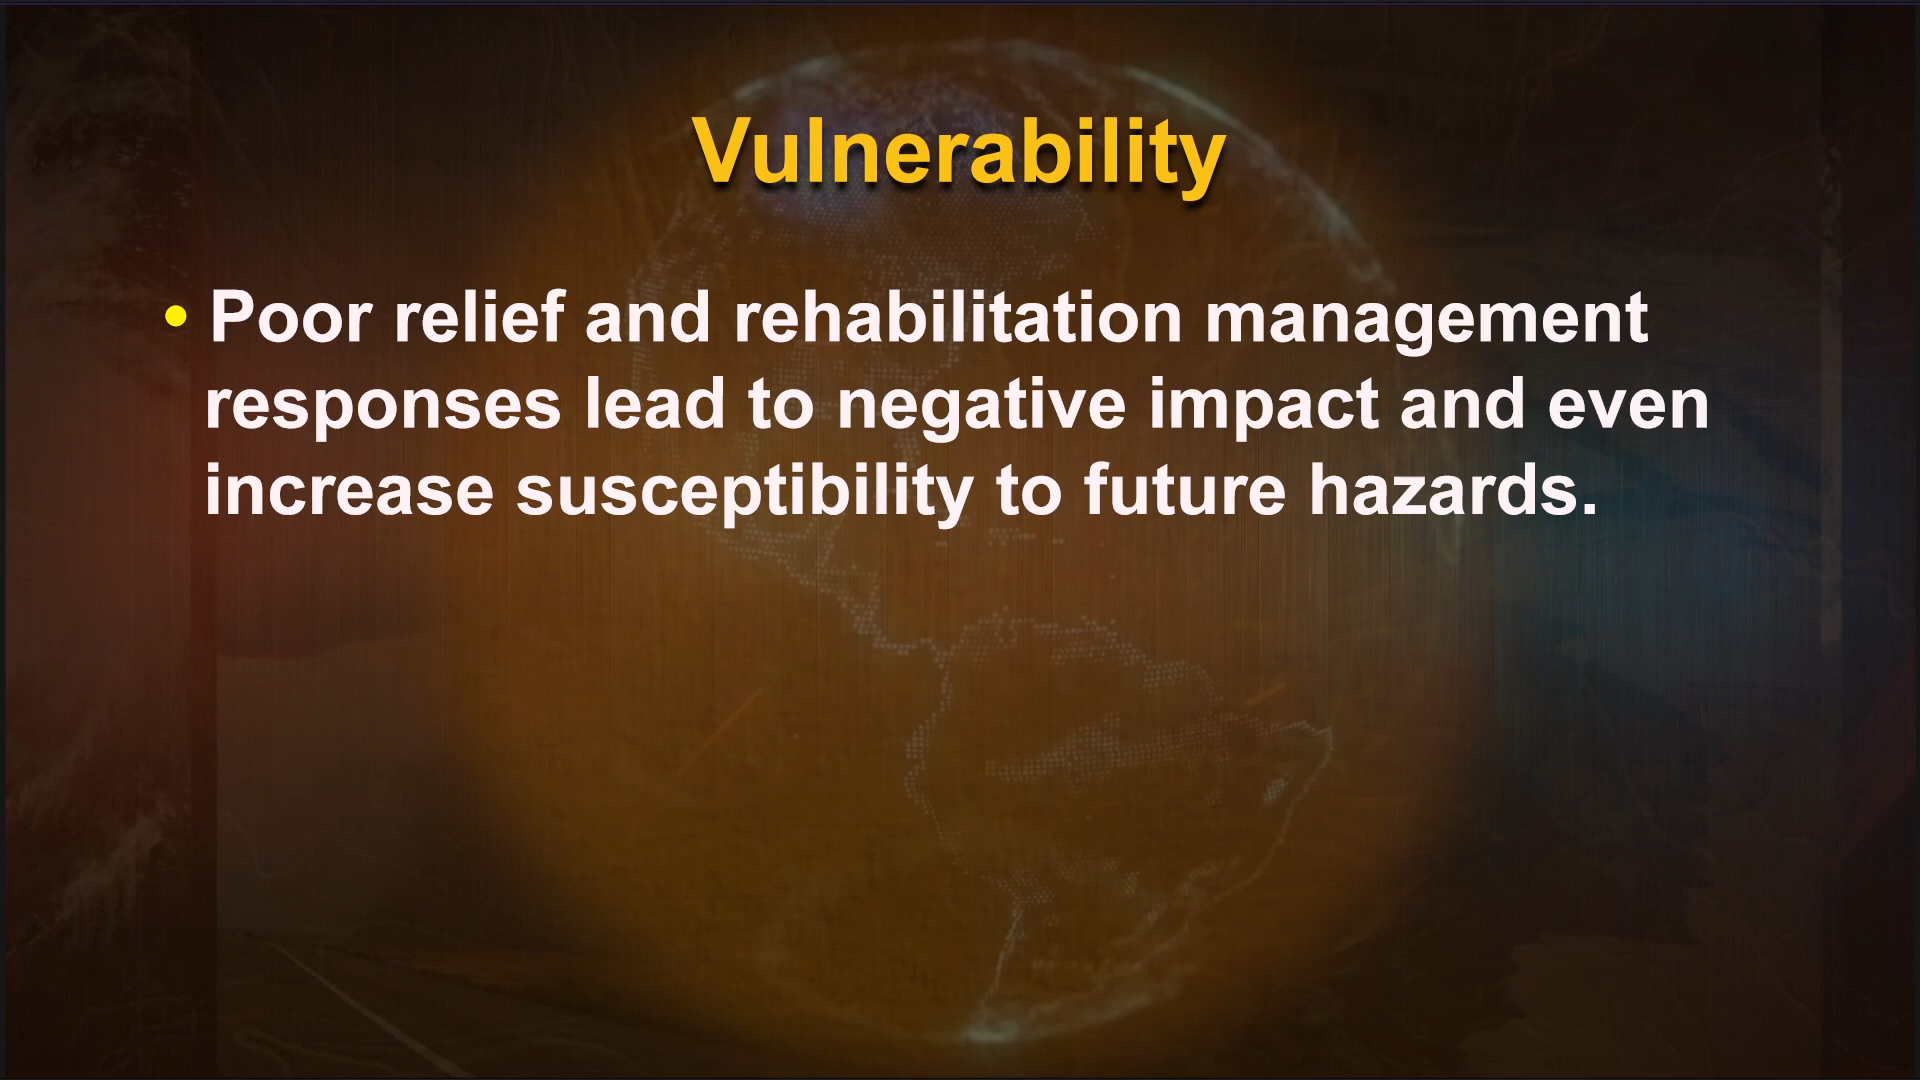 Vulnerability
• Poor relief and rehabilitation management
responses lead to negative impact and even
increase susceptibility to future hazards.